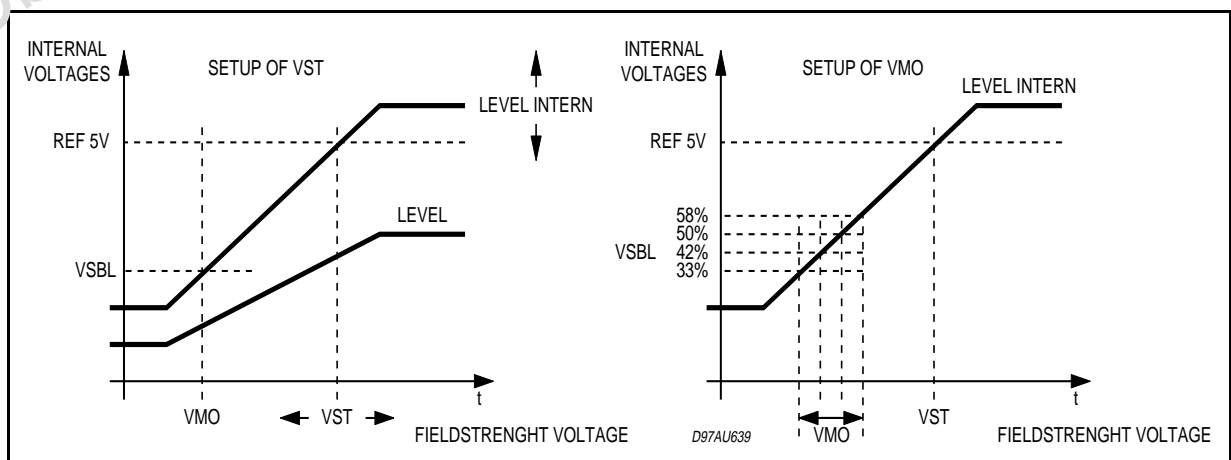 INTERNAL
VOLTAGES
SETUP OF VST
LEVEL INTERN
REF 5V
LEVEL
VSBL
t
VMO
VST
FIELDSTRENGHT VOLTAGE
INTERNAL
VOLTAGES
SETUP OF VMO
LEVEL INTERN
REF 5V
58%
50%
VSBL 42%
33%
t
VMO
VST
D97AU639
FIELDSTRENGHT VOLTAGE